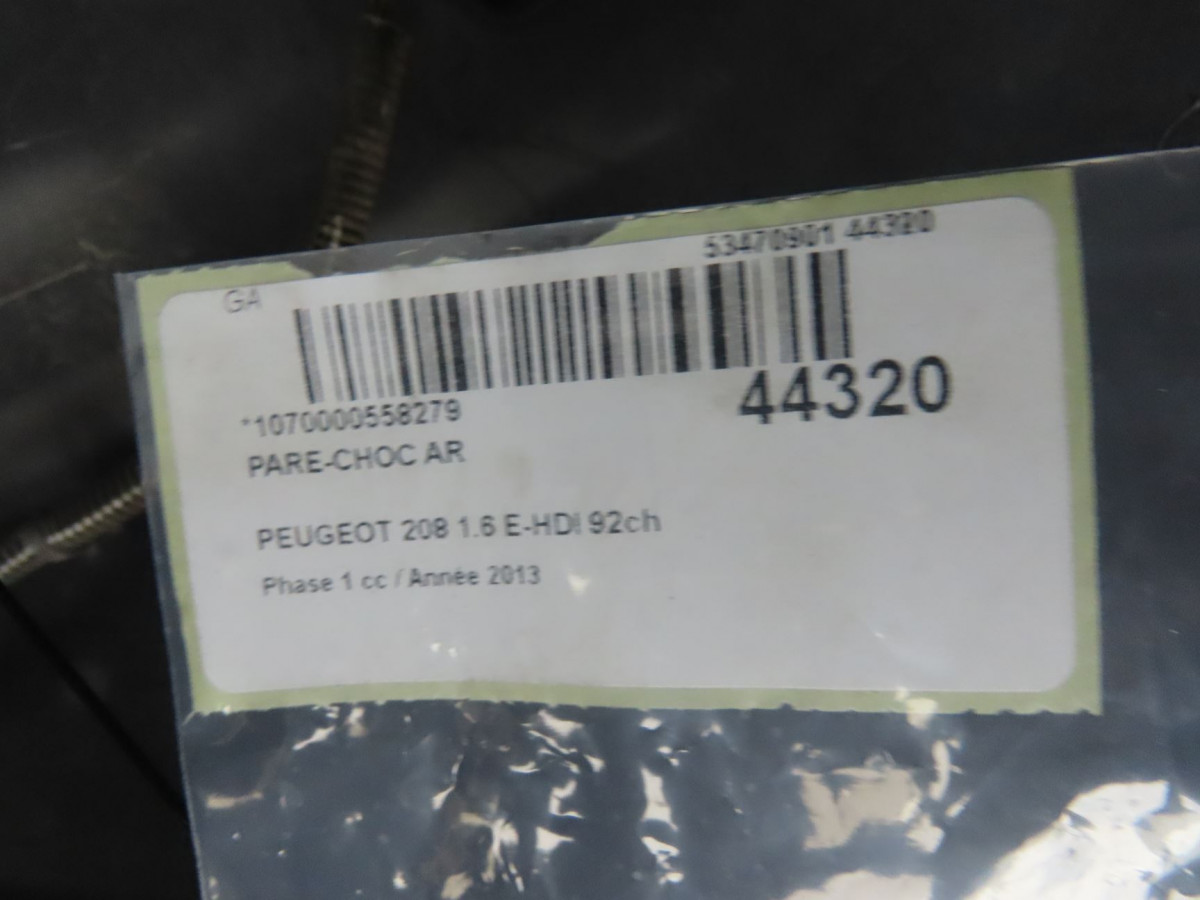 53470901 44320
GA
*1070000558279
44320
PARE-CHOC AR
PEUGEOT 208 1.6 E-HDI 92ch
Phase 1 cc / Année 2013